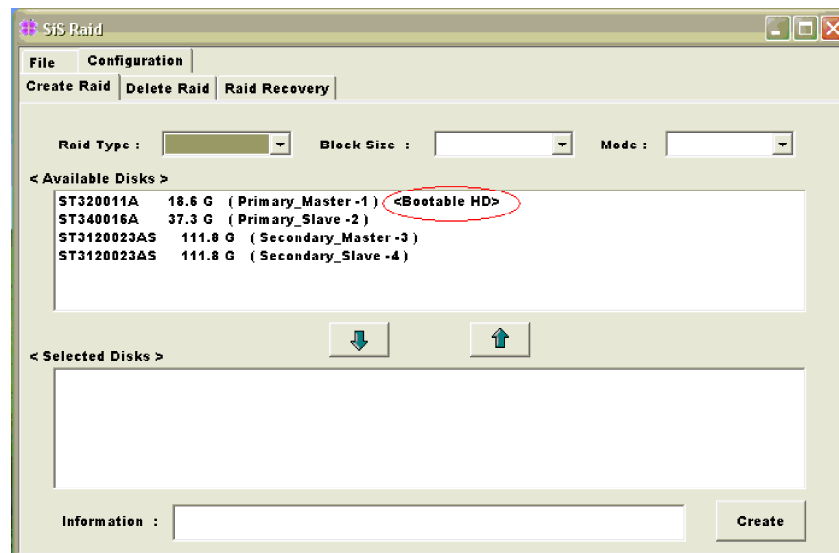 SiS Raid
File Configuration
Create Raid Delete Raid Raid Recovery
Raid Type : Block Size : Mode :
< Available Disks >
ST320011A 18.6 G ( Primary_Master -1 ) <Bootable HD>
ST340016A 37.3 G ( Primary_Slave -2 )
ST3120023AS 111.8 G ( Secondary_Master -3 )
ST3120023AS 111.8 G ( Secondary_Slave -4 )
< Selected Disks >
Information : Create